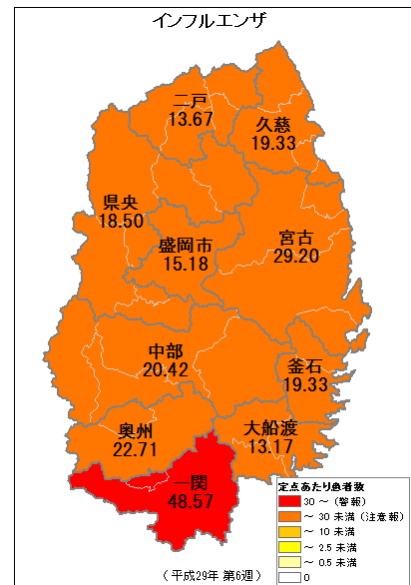 インフルエンザ
二戸
13.67
久慈
19.33
県央
18.50
盛岡市
15.18
宮古
29.20
中部
20.42
釜石
19.33
奥州
22.71
大船渡
13.17
一関
48.57
定点あたり患者数
30 ~ (警報)
~ 30 未満 (注意報)
~ 10 未満
~ 2.5 未満
~ 0.5 未満
0
(平成29年 第6週)